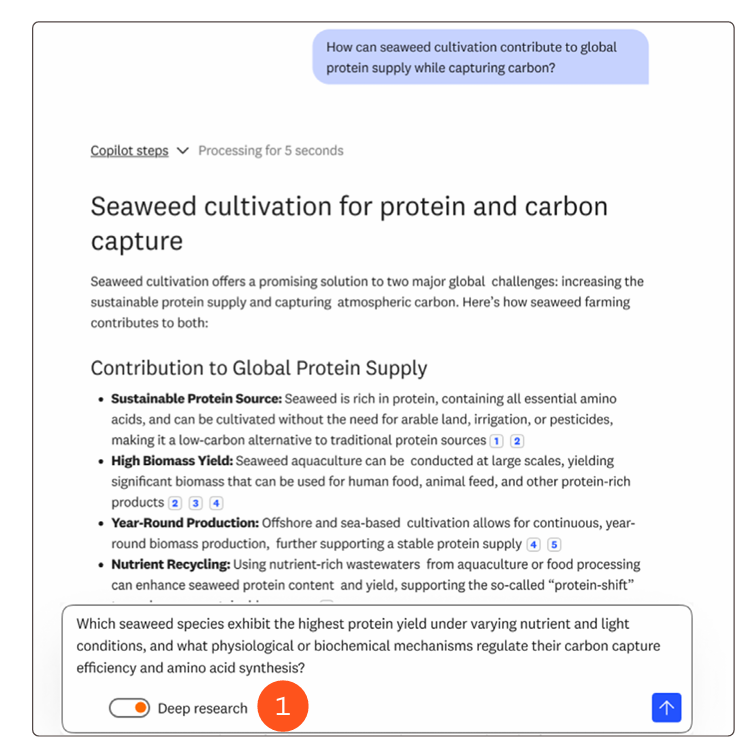 How can seaweed cultivation contribute to global
protein supply while capturing carbon?
Copilot steps Processing for 5 seconds
Seaweed cultivation for protein and carbon
capture
Seaweed cultivation offers a promising solution to two major global challenges: increasing the
sustainable protein supply and capturing atmospheric carbon. Here's how seaweed farming
contributes to both:
Contribution to Global Protein Supply
• Sustainable Protein Source: Seaweed is rich in protein, containing all essential amino
acids, and can be cultivated without the need for arable land, irrigation, or pesticides,
making it a low-carbon alternative to traditional protein sources 1 2
• High Biomass Yield: Seaweed aquaculture can be conducted at large scales, yielding
significant biomass that can be used for human food, animal feed, and other protein-rich
products 2 3 4
• Year-Round Production: Offshore and sea-based cultivation allows for continuous, year-
round biomass production, further supporting a stable protein supply 4 5
• Nutrient Recycling: Using nutrient-rich wastewaters from aquaculture or food processing
can enhance seaweed protein content and yield, supporting the so-called "protein-shift"
Which seaweed species exhibit the highest protein yield under varying nutrient and light
conditions, and what physiological or biochemical mechanisms regulate their carbon capture
efficiency and amino acid synthesis?
Deep research 1